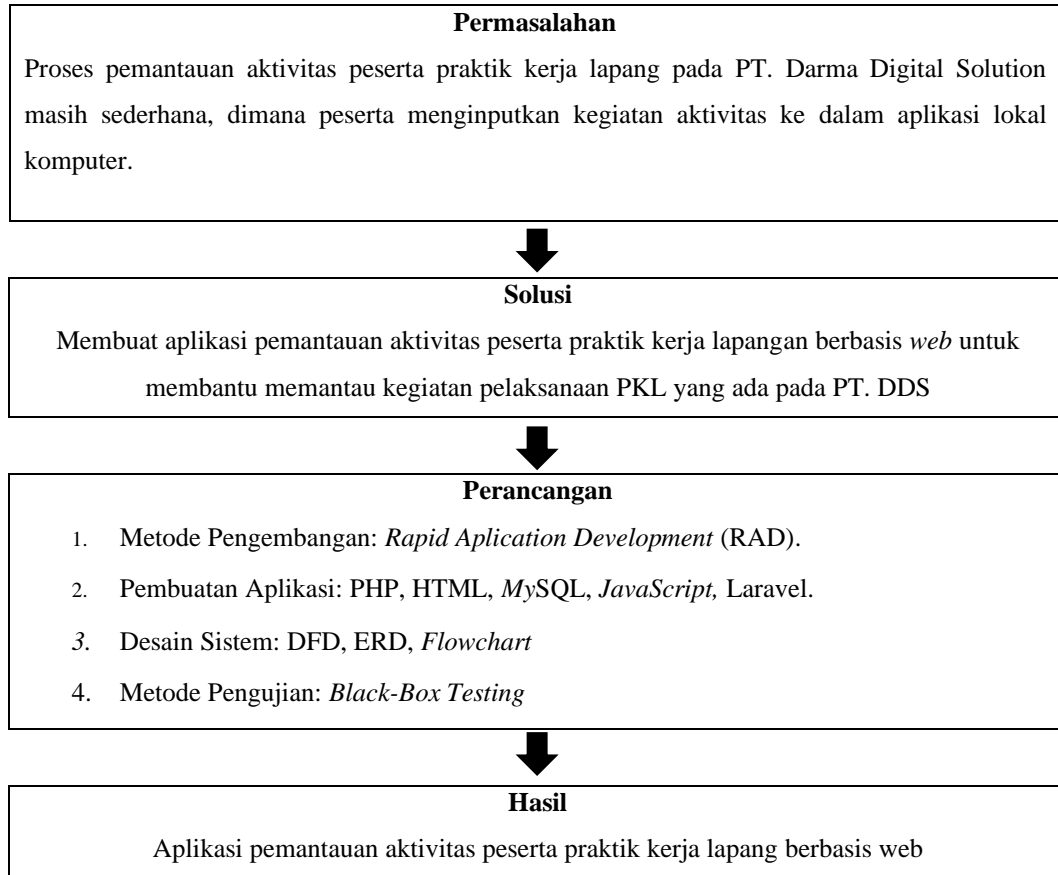 Permasalahan
Proses pemantauan aktivitas peserta praktik kerja lapang pada PT. Darma Digital Solution
masih sederhana, dimana peserta menginputkan kegiatan aktivitas ke dalam aplikasi lokal
komputer.
Solusi
Membuat aplikasi pemantauan aktivitas peserta praktik kerja lapangan berbasis web untuk
membantu memantau kegiatan pelaksanaan PKL yang ada pada PT. DDS
Perancangan
1. Metode Pengembangan: Rapid Aplication Development (RAD).
2. Pembuatan Aplikasi: PHP, HTML, MySQL, JavaScript, Laravel.
3. Desain Sistem: DFD, ERD, Flowchart
4. Metode Pengujian: Black-Box Testing
Hasil
Aplikasi pemantauan aktivitas peserta praktik kerja lapang berbasis web